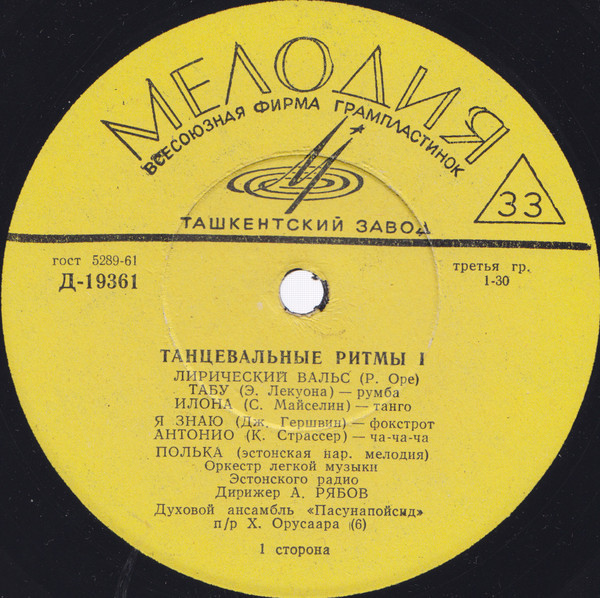 МЕЛОДИЯ
ВСЕСОЮЗНАЯ ФИРМА ГРАМПЛАСТИНОК
33
ТАШКЕНТСКИЙ ЗАВОД
гост 5289-61
Д-19361
третья гр.
1-30
ТАНЦЕВАЛЬНЫЕ РИТМЫ I
ЛИРИЧЕСКИЙ ВАЛЬС (Р. Оре)
ТАБУ (Э. Лекуона) — румба
ИЛОНА (С. Майселин) — танго
Я ЗНАЮ (Дж. Гершвин) — фокстрот
АНТОНИО (К. Страссер) — ча-ча-ча
ПОЛЬКА (эстонская нар. мелодия)
Оркестр легкой музыки
Эстонского радио
Дирижер А. РЯБОВ
Духовой ансамбль «Пасунапойсид»
п/р Х. Орусаара (6)
I сторона